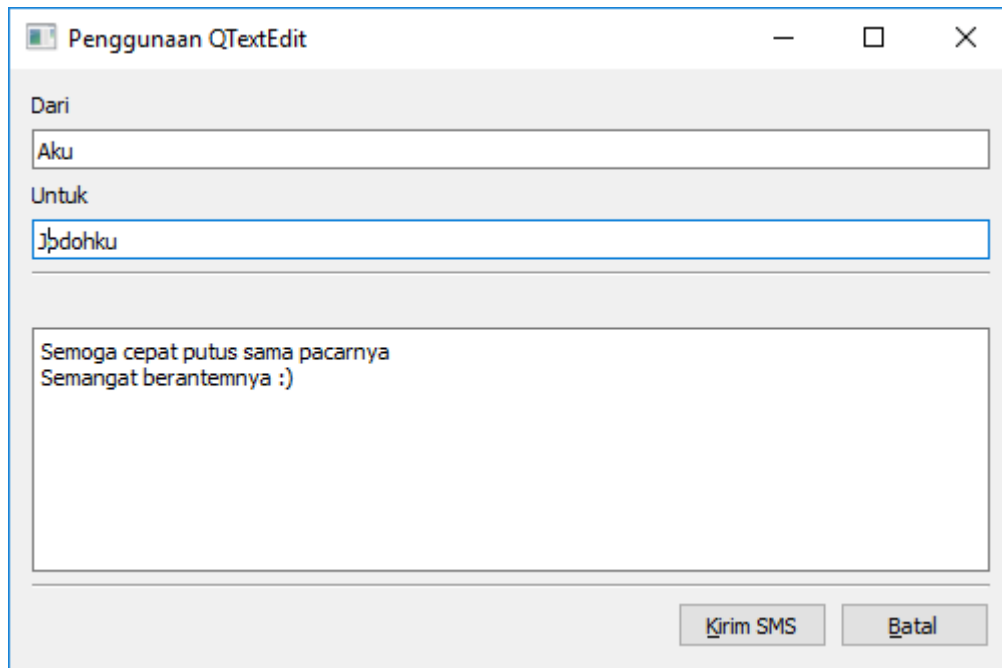 Penggunaan QTextEdit
Dari
Aku
Untuk
Jodohku
Semoga cepat putus sama pacarnya
Semangat berantemnya :)
Kirim SMS Batal